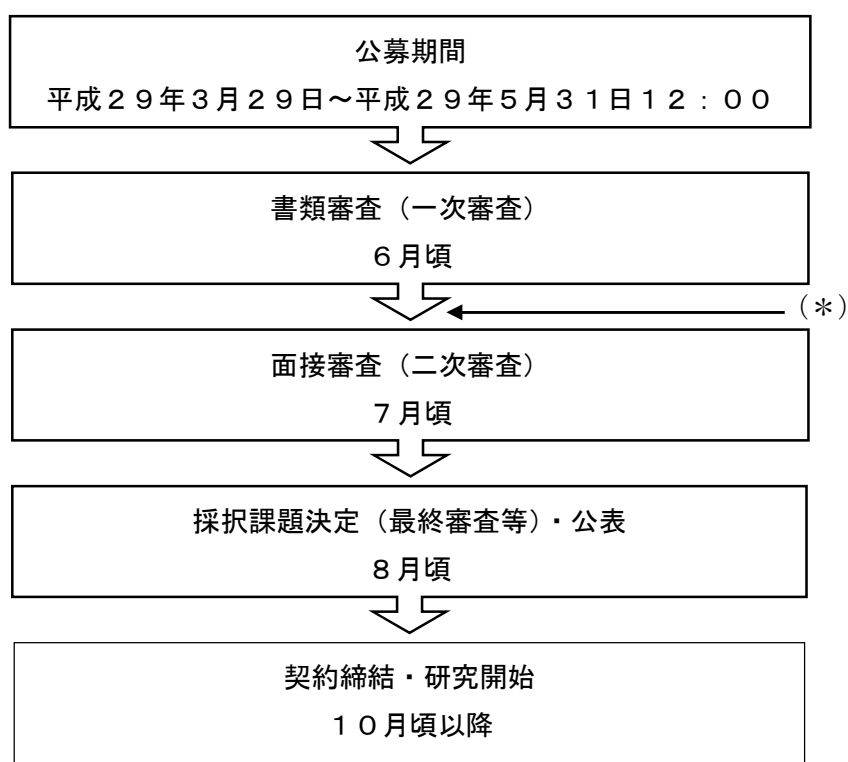 公募期間
平成２９年３月２９日～平成２９年５月３１日１２：００
書類審査（一次審査）
６月頃
（＊）
面接審査（二次審査）
７月頃
採択課題決定（最終審査等）・公表
８月頃
契約締結・研究開始
１０月頃以降